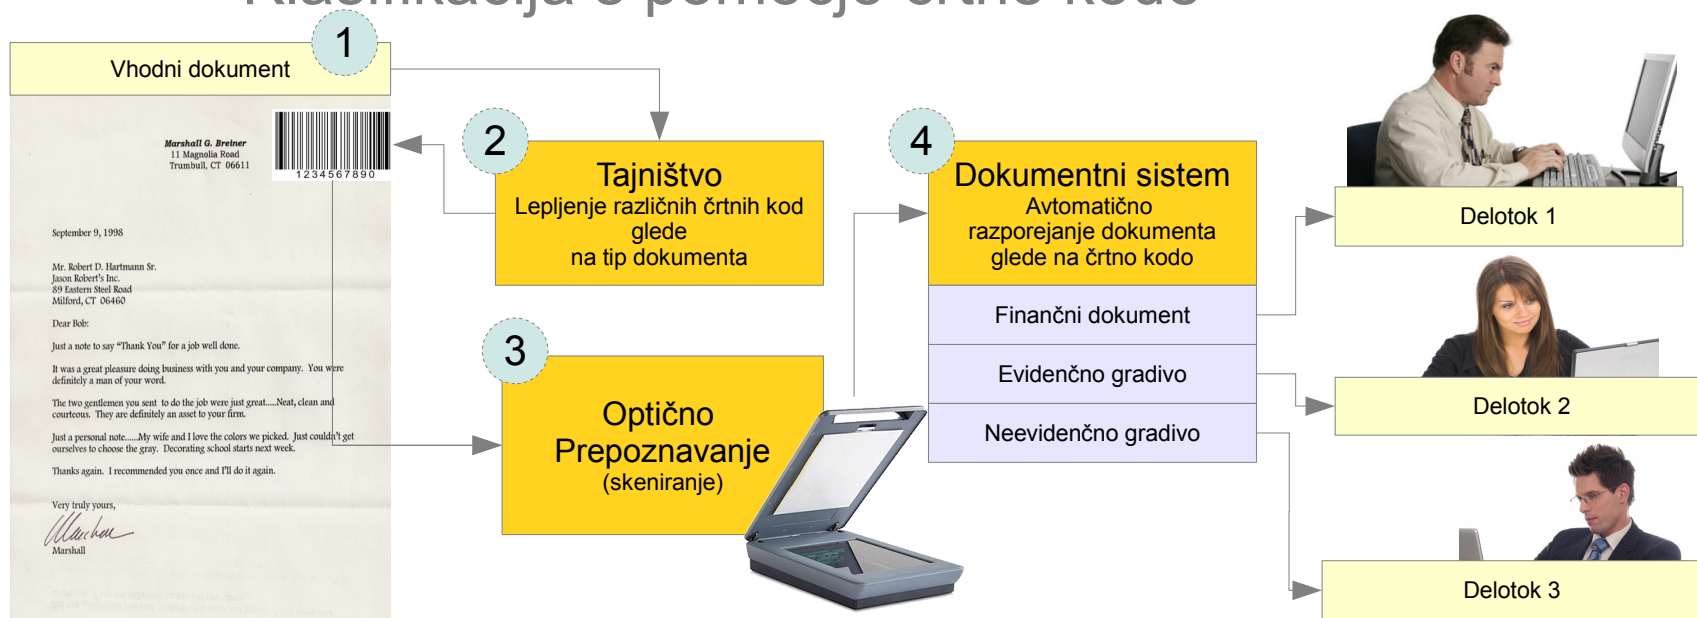 Klasifikacija s pomočjo črtno kodo
1
Vhodni dokument
Marshall G. Breiner
11 Magnolia Road
Trumbull, CT 06611
1234567890
September 9, 1998
Mr. Robert D. Hartmann Sr.
Jason Robert's Inc.
89 Eastern Steel Road
Milford, CT 06460
Dear Bob:
Just a note to say "Thank You" for a job well done.
It was a great pleasure doing business with you and your company. You were
definitely a man of your word.
The two gentlemen you sent to do the job were just great.....Neat, clean and
courteous. They are definitely an asset to your firm.
Just a personal note......My wife and I love the colors we picked. Just couldn't get
ourselves to choose the gray. Decorating school starts next week.
Thanks again. I recommended you once and I'll do it again.
Very truly yours,
Marshall
Marshall
2
Tajništvo
Lepljenje različnih črtnih kod
glede
na tip dokumenta
3
Optično
Prepoznavanje
(skeniranje)
4
Dokumentni sistem
Avtomatično
razporejanje dokumenta
glede na črtno kodo
Finančni dokument
Evidenčno gradivo
Neevidenčno gradivo
Delotok 1
Delotok 2
Delotok 3